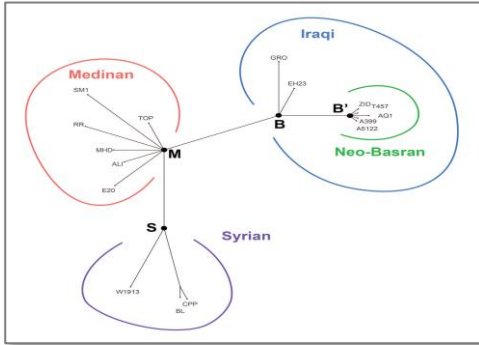 Iraqi
GRO
Medinan
EH23
SM1
ZID T457
TOP
B'
AQ1
RR
B
A399
A5122
MHD
M
Neo-Basran
ALI
E20
S
Syrian
W1913
CPP
BL